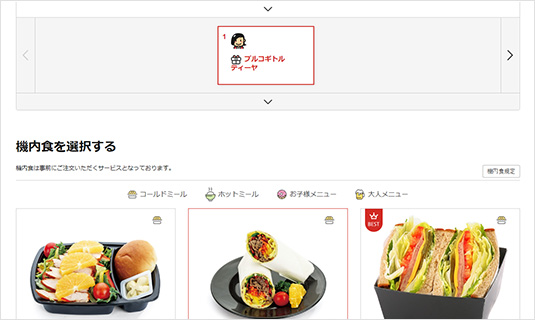 1
プルコギトル
ティーヤ
機内食を選択する
機内食は事前にご注文いただくサービスとなっております。
機内食規定
コールドミール
ホットミール
お子様メニュー
大人メニュー
BEST